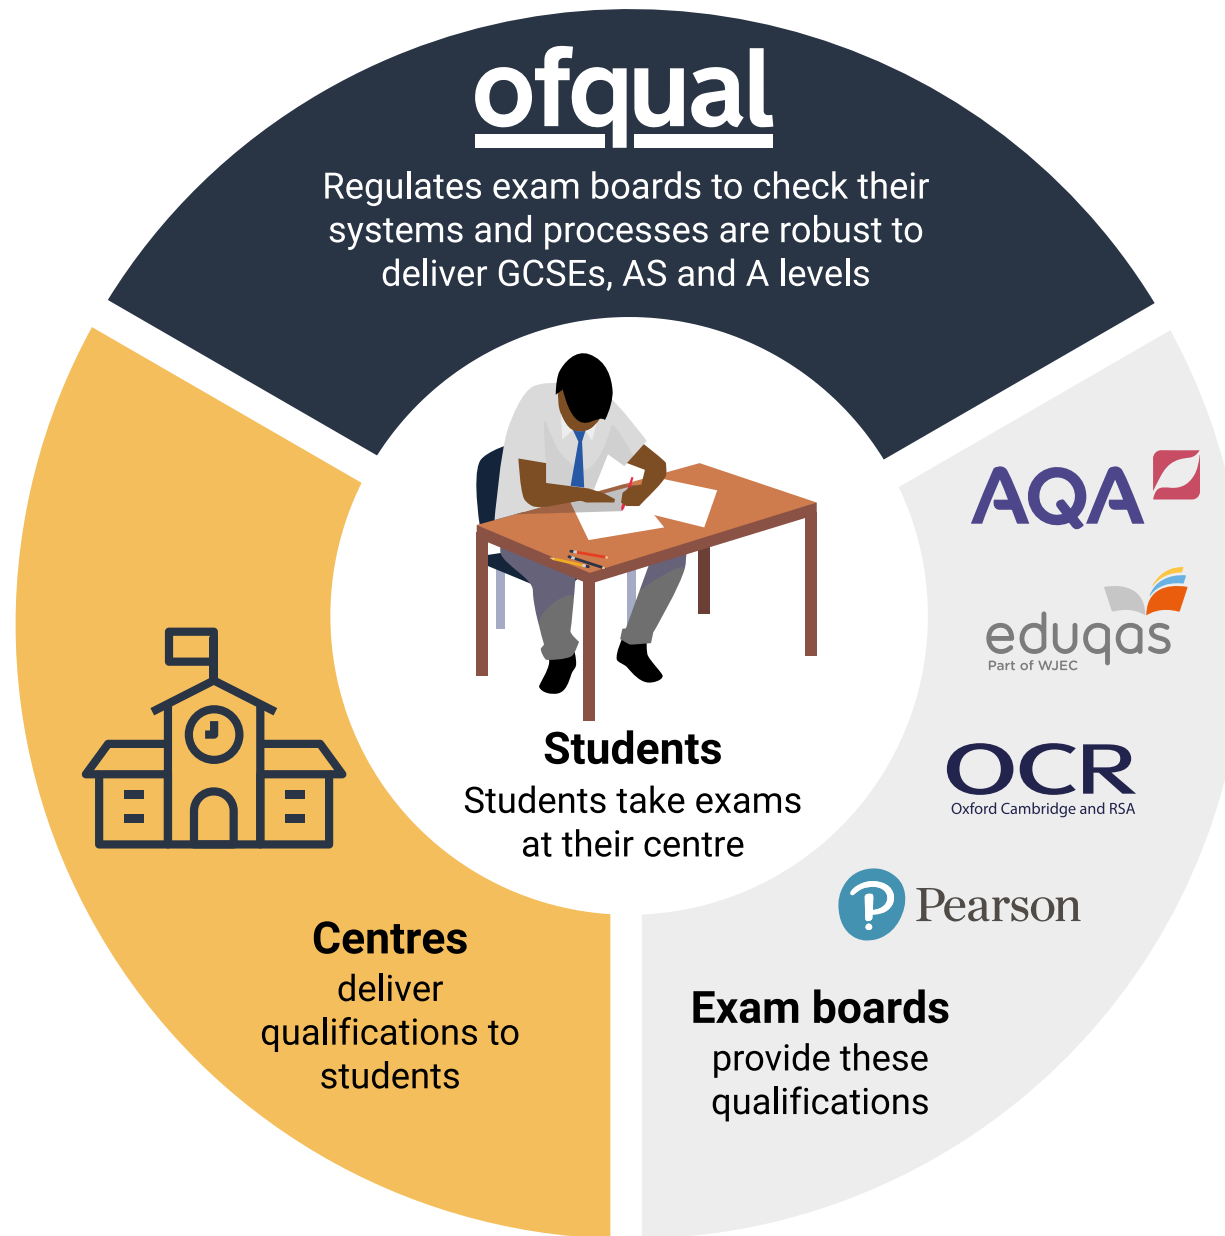 ofqual
Regulates exam boards to check their
systems and processes are robust to
deliver GCSEs, AS and A levels
AQA
eduqas
Part of WJEC
OCR
Oxford Cambridge and RSA
P Pearson
Students
Students take exams
at their centre
Centres
deliver
qualifications to
students
Exam boards
provide these
qualifications